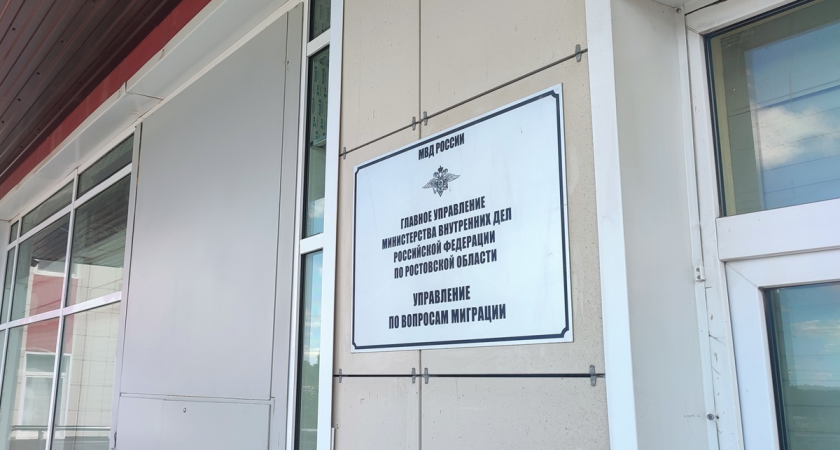 МВД РОССИИ
ГЛАВНОЕ УПРАВЛЕНИЕ
МИНИСТЕРСТВА ВНУТРЕННИХ ДЕЛ
РОССИЙСКОЙ ФЕДЕРАЦИИ
ПО РОСТОВСКОЙ ОБЛАСТИ
УПРАВЛЕНИЕ
ПО ВОПРОСАМ МИГРАЦИИ